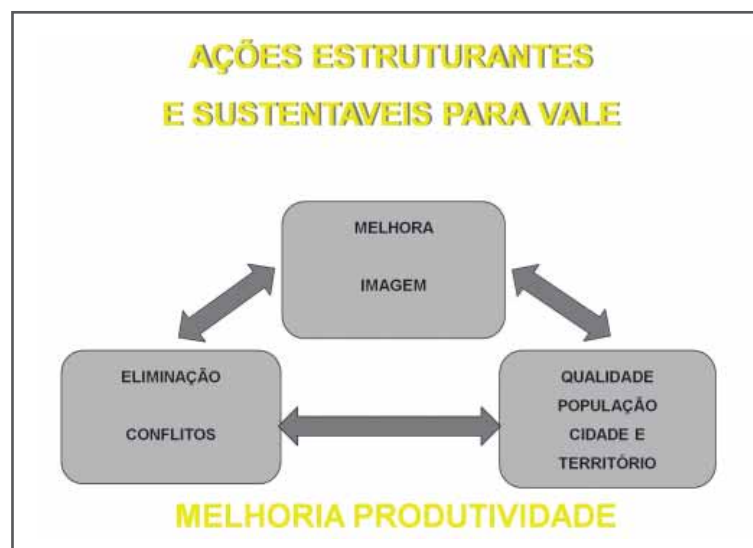 AÇÕES ESTRUTURANTES
E SUSTENTAVEIS PARA VALE
MELHORA
IMAGEM
ELIMINAÇÃO
CONFLITOS
QUALIDADE
POPULAÇÃO
CIDADE E
TERRITÓRIO
MELHORIA PRODUTIVIDADE